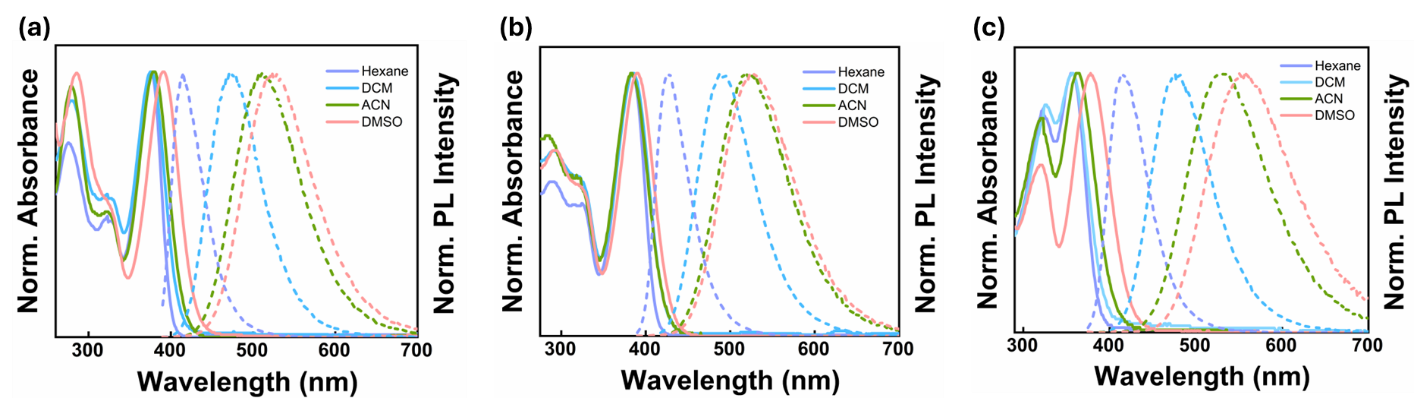 (a)
Norm. Absorbance
Hexane
DCM
ACN
DMSO
Norm. PL Intensity
300 400 500 600 700
Wavelength (nm)
(b)
Norm. Absorbance
Hexane
DCM
ACN
DMSO
Norm. PL Intensity
300 400 500 600 700
Wavelength (nm)
(c)
Norm. Absorbance
Hexane
DCM
ACN
DMSO
Norm. PL Intensity
300 400 500 600 700
Wavelength (nm)